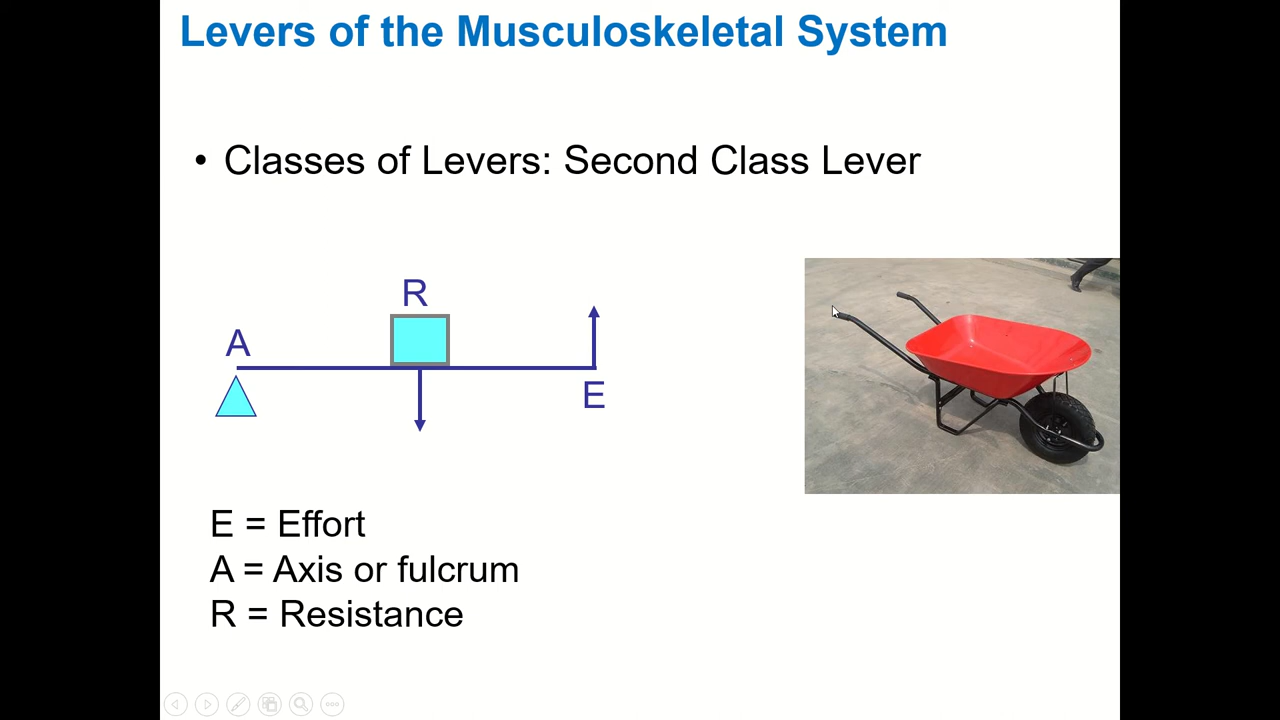 Levers of the Musculoskeletal System
• Classes of Levers: Second Class Lever
R
A
E
E = Effort
A = Axis or fulcrum
R = Resistance